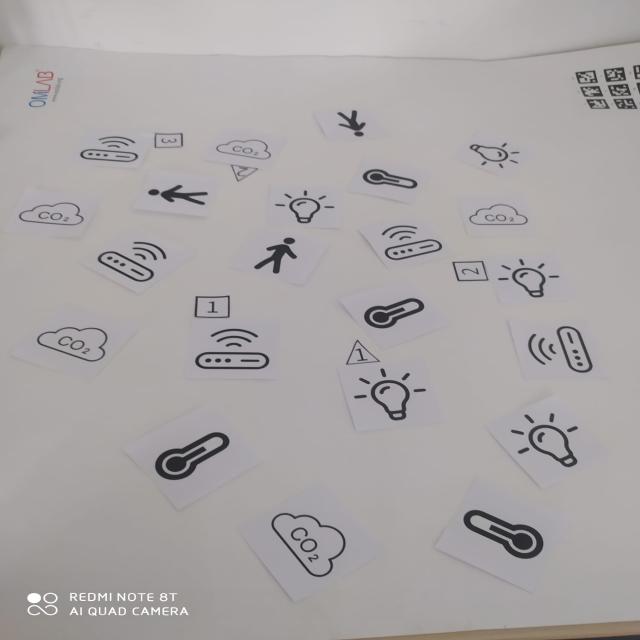 OMLAB
3
CO₂
CO₂
CO₂
2
1
CO₂
1
CO₂
REDMI NOTE 8T
AI QUAD CAMERA